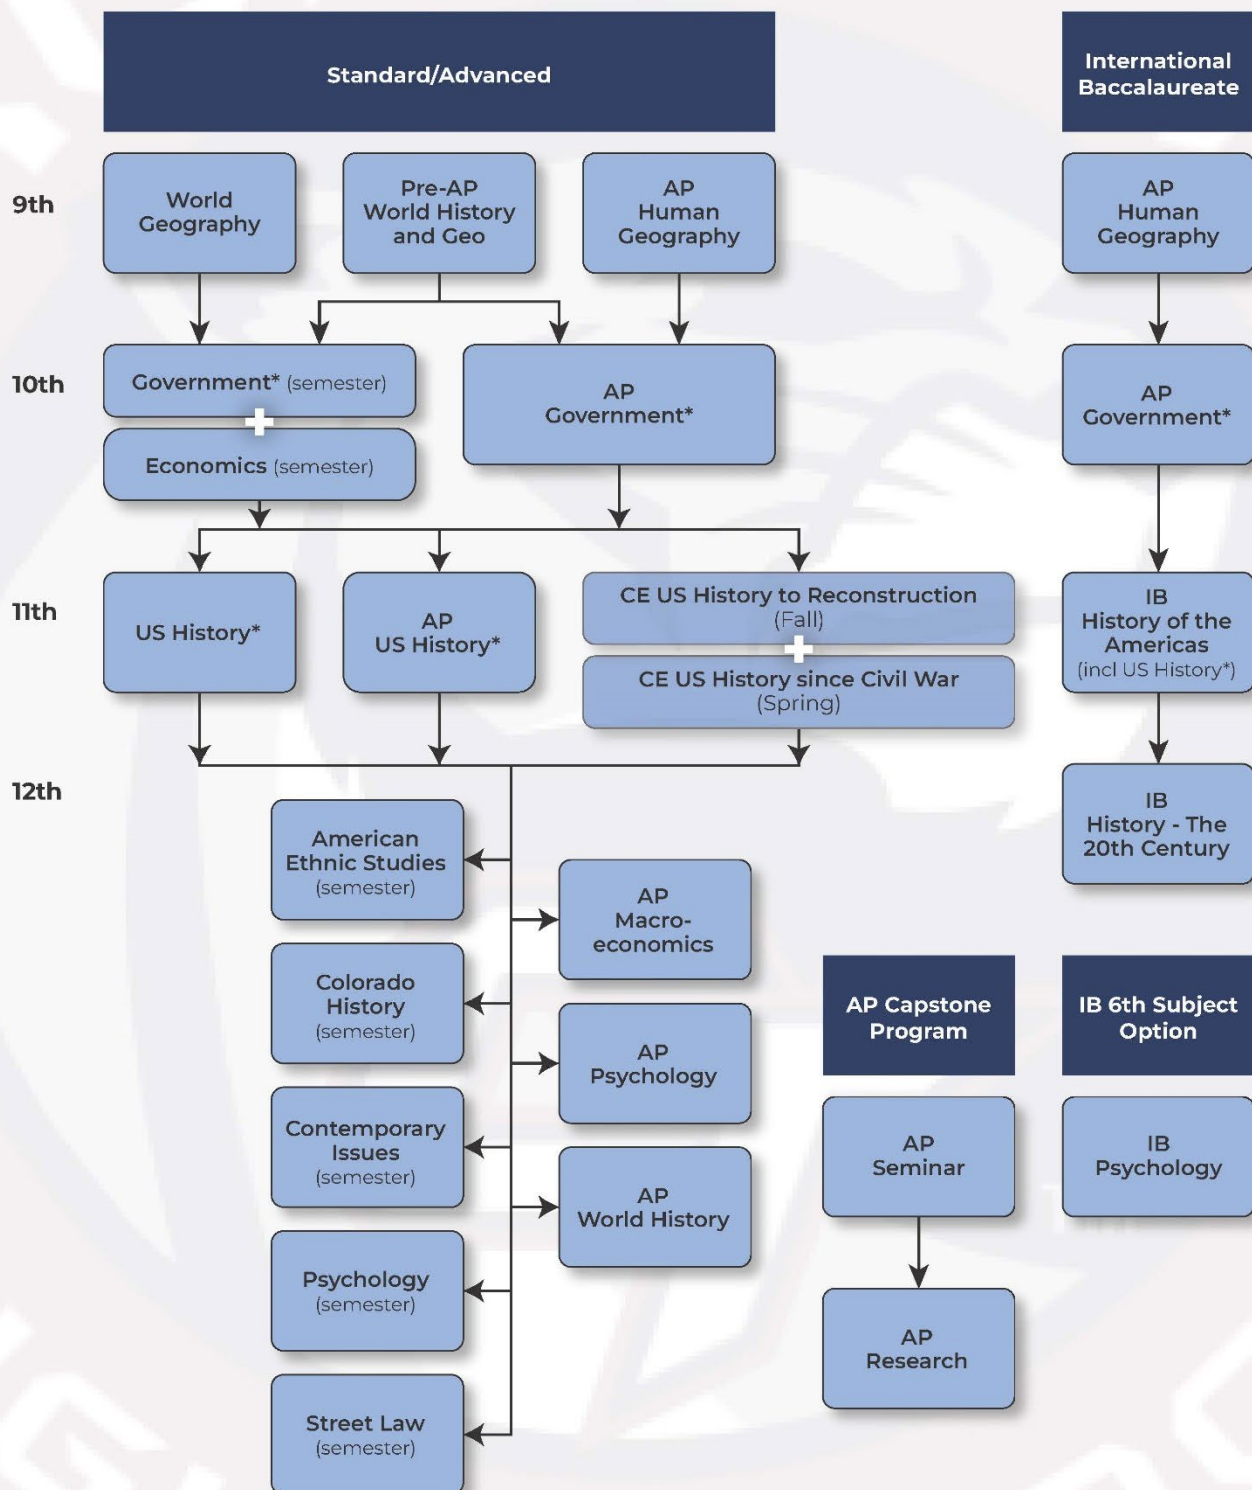 Standard/Advanced
International
Baccalaureate
9th
World
Geography
Pre-AP
World History
and Geo
AP
Human
Geography
AP
Human
Geography
10th
Government* (semester)
Economics (semester)
AP
Government*
AP
Government*
11th
US History*
AP
US History*
CE US History to Reconstruction
(Fall)
CE US History since Civil War
(Spring)
IB
History of the
Americas
(incl US History*)
12th
IB
History - The
20th Century
American
Ethnic Studies
(semester)
AP
Macro-
economics
Colorado
History
(semester)
AP
Psychology
Contemporary
Issues
(semester)
AP
World History
Psychology
(semester)
Street Law
(semester)
AP Capstone
Program
AP
Seminar
AP
Research
IB 6th Subject
Option
IB
Psychology